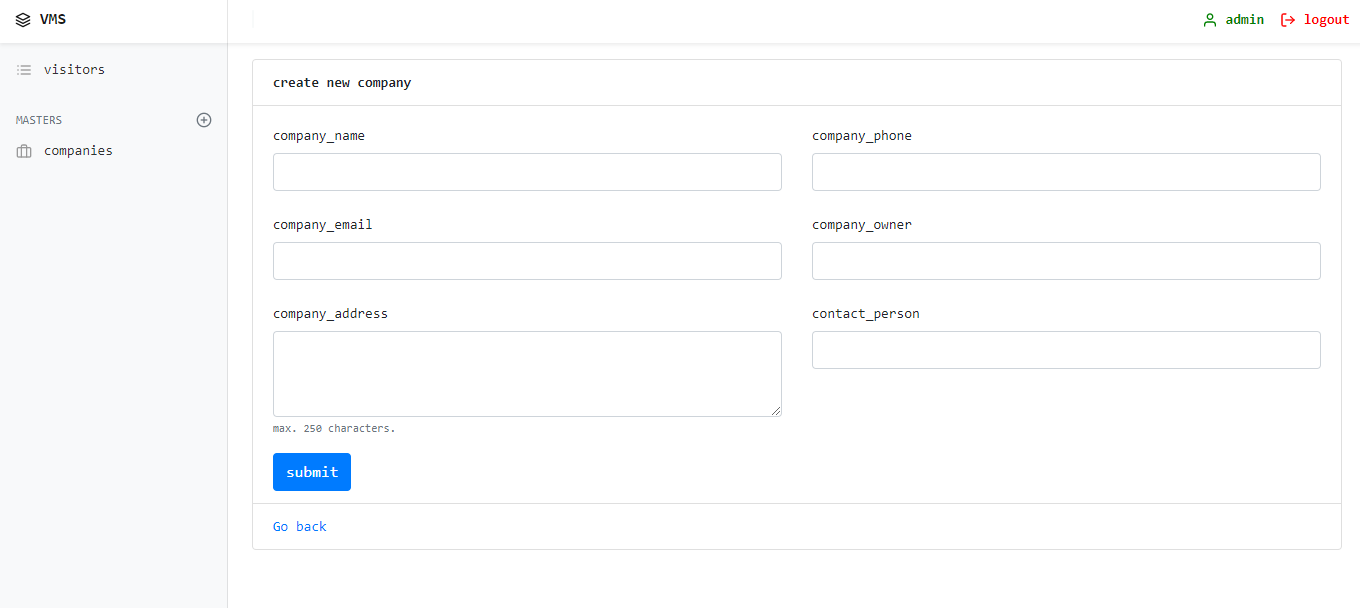 VMS
admin logout
visitors
MASTERS
companies
create new company
company_name company_phone
company_email company_owner
company_address contact_person
max. 250 characters.
submit
Go back